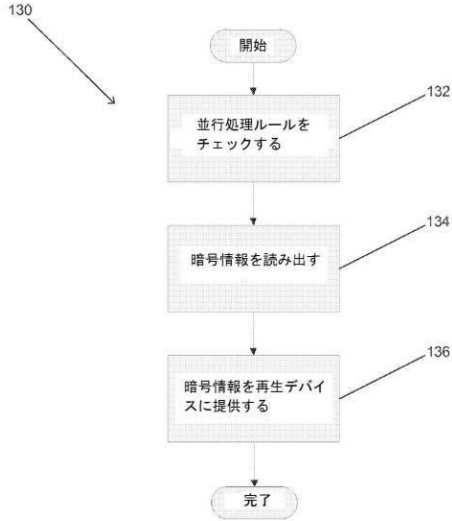 130
開始
132
並行処理ルールを
チェックする
134
暗号情報を読み出す
136
暗号情報を再生デバイ
スに提供する
完了